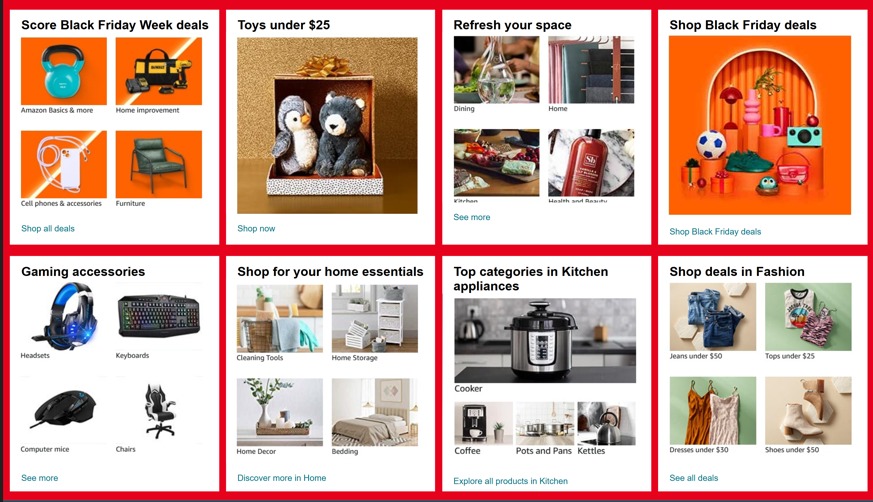 Score Black Friday Week deals
Amazon Basics & more
Home improvement
Cell phones & accessories
Furniture
Shop all deals
Toys under $25
Shop now
Refresh your space
Dining
Home
Kitchen
Health and Beauty
See more
Shop Black Friday deals
Shop Black Friday deals
Gaming accessories
Headsets
Keyboards
Computer mice
Chairs
See more
Shop for your home essentials
Cleaning Tools
Home Storage
Home Decor
Bedding
Discover more in Home
Top categories in Kitchen
appliances
Cooker
Coffee
Pots and Pans
Kettles
Explore all products in Kitchen
Shop deals in Fashion
Jeans under $50
Tops under $25
Dresses under $30
Shoes under $50
See all deals